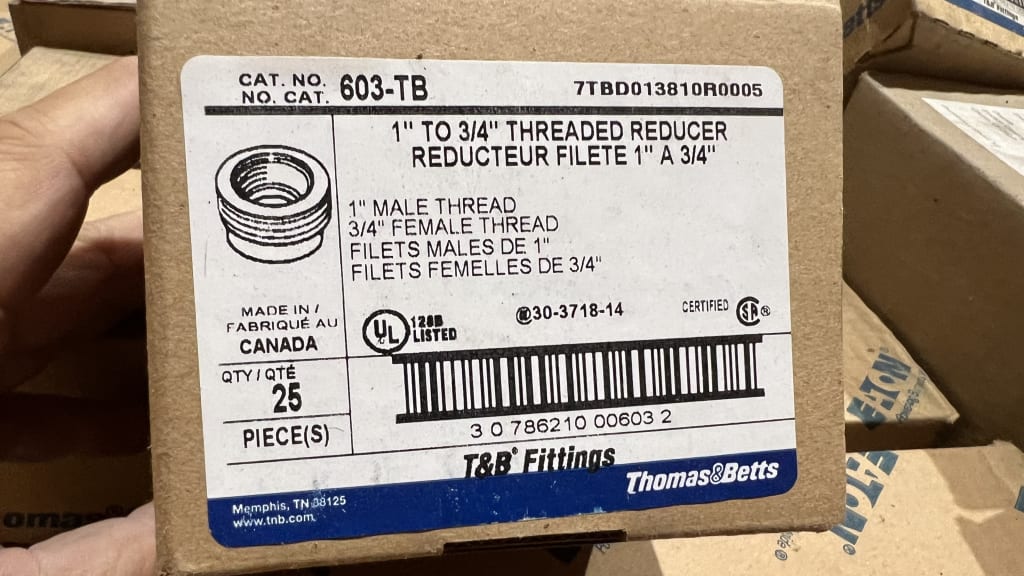 CAT. NO.
NO. CAT. 603-TB
7TBD013810R0005
1" TO 3/4" THREADED REDUCER
REDUCTEUR FILETE 1" A 3/4"
1" MALE THREAD
3/4" FEMALE THREAD
FILETS MALES DE 1"
FILETS FEMELLES DE 3/4"
MADE IN /
FABRIQUÉ AU
CANADA
UL 128B
LISTED
30-3718-14
CERTIFIED SA®
QTY / QTÉ
25
PIECE(S)
3 0 786210 00603 2
T&B® Fittings
Thomas&Betts
Memphis, TN 38125
www.tnb.com
EATON